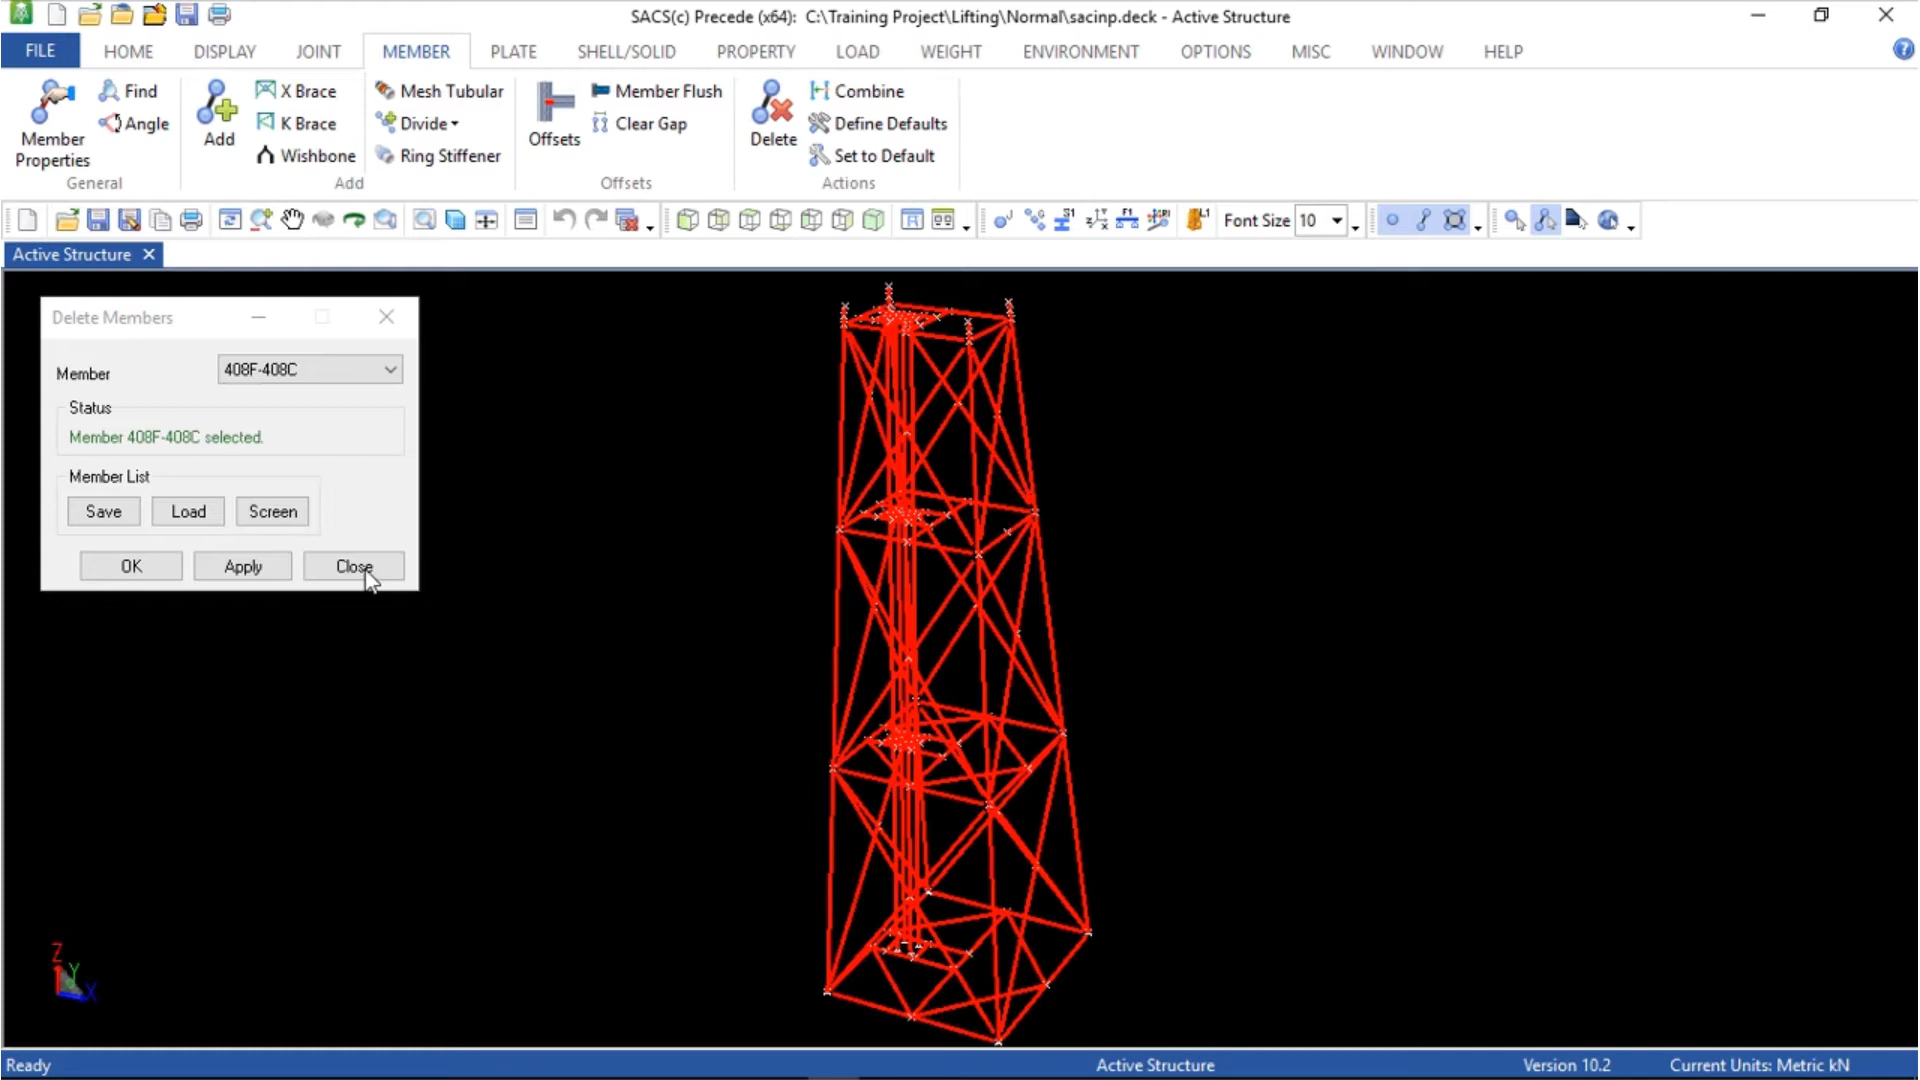 SACS(c) Precede (x64): C:\Training Project\Lifting\Normal\sacinp.deck - Active Structure
FILE HOME DISPLAY JOINT MEMBER PLATE SHELL/SOLID PROPERTY LOAD WEIGHT ENVIRONMENT OPTIONS MISC WINDOW HELP
Member Properties
Find
Angle
General
Add
X Brace
K Brace
Wishbone
Mesh Tubular
Divide
Ring Stiffener
Add
Offsets
Member Flush
Clear Gap
Offsets
Delete
Combine
Define Defaults
Set to Default
Actions
Font Size 10
Active Structure
Delete Members
Member 408F-408C
Status
Member 408F-408C selected.
Member List
Save Load Screen
OK Apply Close
Z
Y
X
Ready Active Structure Version 10.2 Current Units: Metric kN